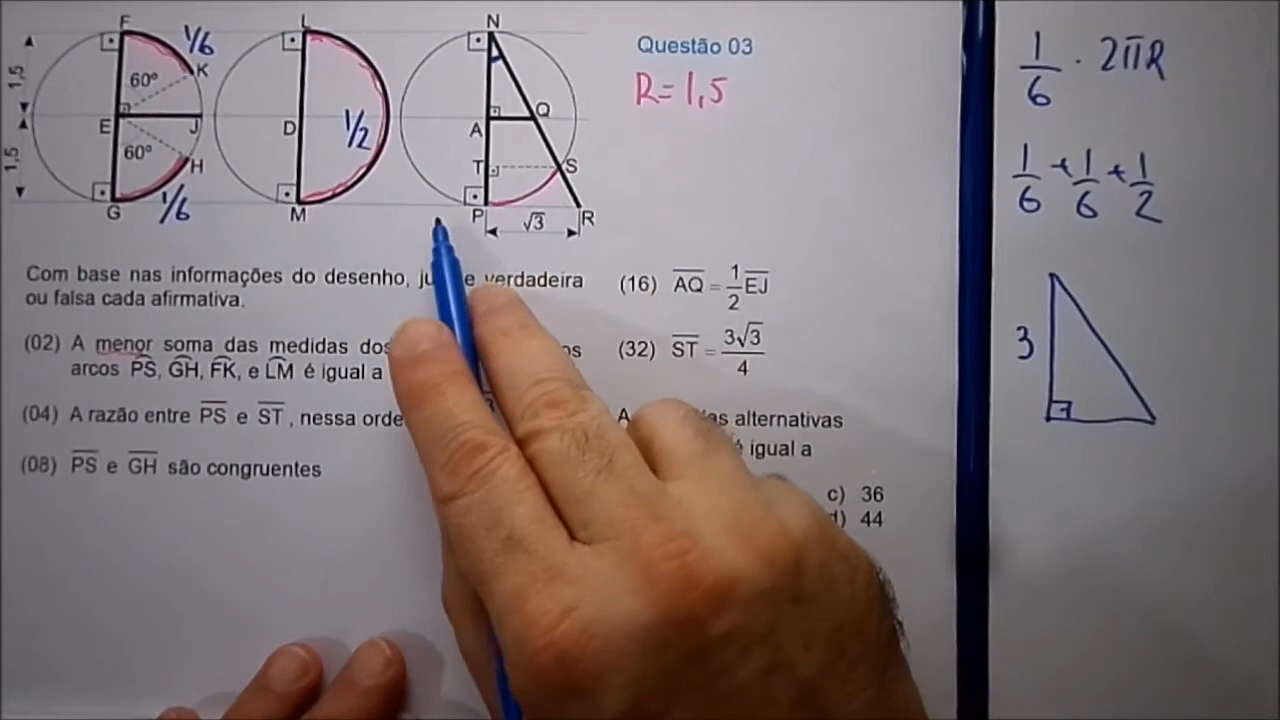 F
1/6
60°
K
1,5
E
J
60°
1,5
H
G
1/6
L
D
1/2
M
N
Q
A
T
S
P
√3
R
Questão 03
R = 1,5
Com base nas informações do desenho, ju e verdadeira
ou falsa cada afirmativa.
(02) A menor soma das medidas dos os
arcos PS, GH, FK, e LM é igual a
(04) A razão entre PS e ST, nessa orde
(08) PS e GH são congruentes
(16) AQ = 1/2 EJ
(32) ST = 3√3/4
A as alternativas
é igual a
c) 36
d) 44
1/6 · 2πR
1/6 + 1/6 + 1/2
3